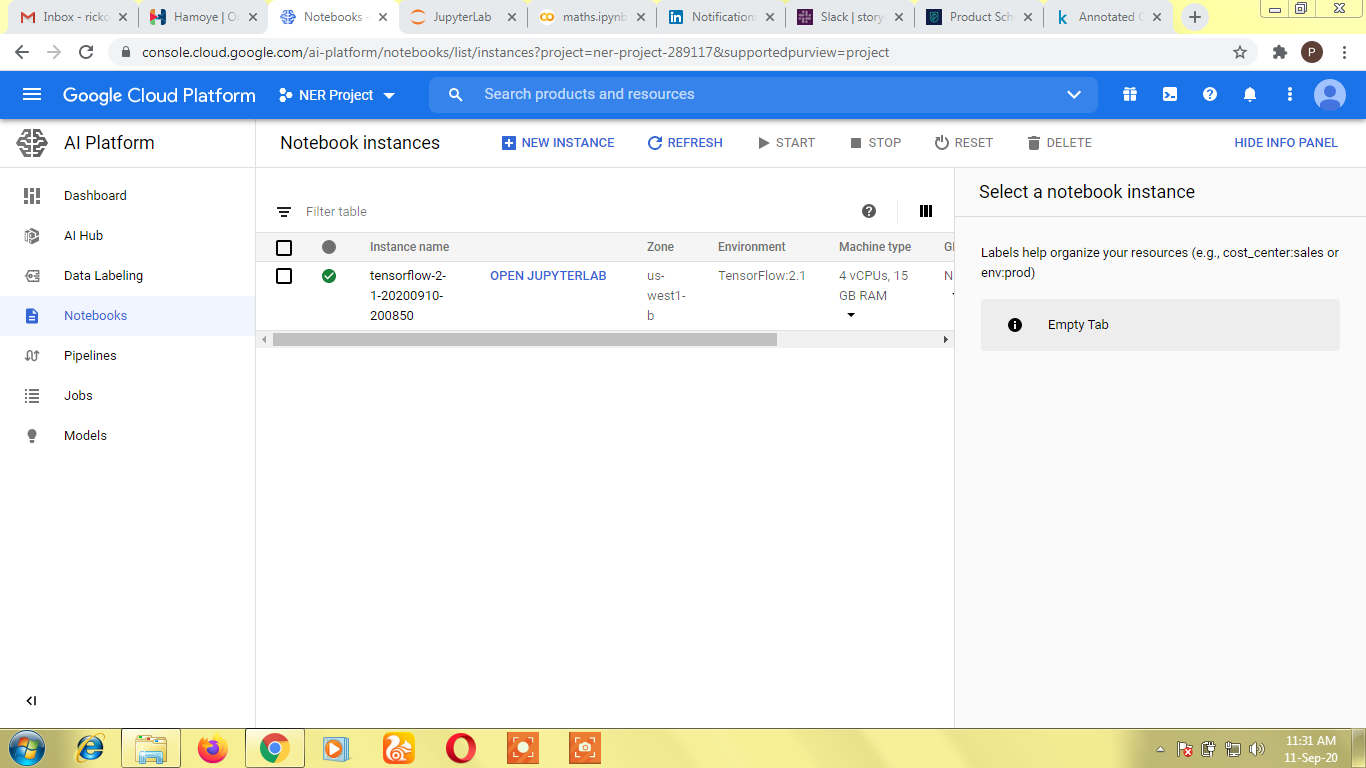 Inbox - rickc
Hamoye | O
Notebooks -
JupyterLab
maths.ipynb
Notification
Slack | story
Product Sch
Annotated
console.cloud.google.com/ai-platform/notebooks/list/instances?project=ner-project-289117&supportedpurview=project
P
Google Cloud Platform
NER Project
Search products and resources
AI Platform
Notebook instances
NEW INSTANCE
REFRESH
START
STOP
RESET
DELETE
HIDE INFO PANEL
Dashboard
AI Hub
Data Labeling
Notebooks
Pipelines
Jobs
Models
Filter table
Instance name
Zone
Environment
Machine type
tensorflow-2-
1-20200910-
200850
OPEN JUPYTERLAB
us-
west1-
b
TensorFlow:2.1
4 vCPUs, 15
GB RAM
N
Select a notebook instance
Labels help organize your resources (e.g., cost_center:sales or
env:prod)
Empty Tab
11:31 AM
11-Sep-20